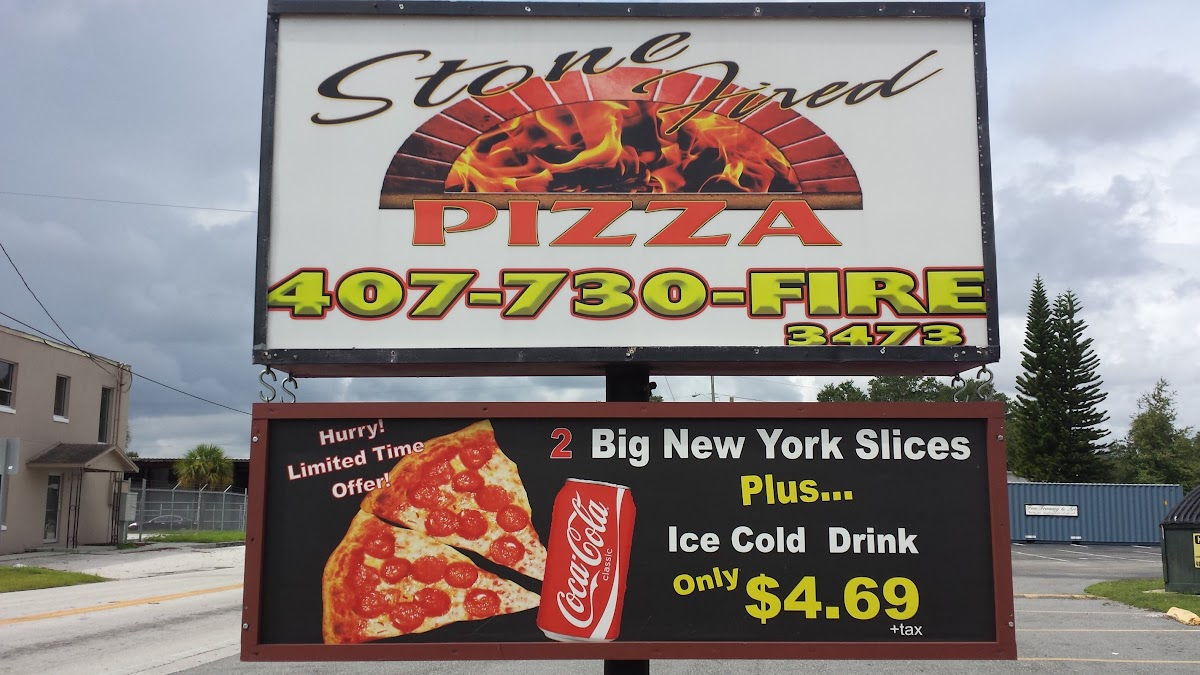 Stone Fired
PIZZA
407-730-FIRE
3473
Hurry!
Limited Time
Offer!
2 Big New York Slices
Plus...
Ice Cold Drink
Only $4.69
+tax
Coca-Cola
classic